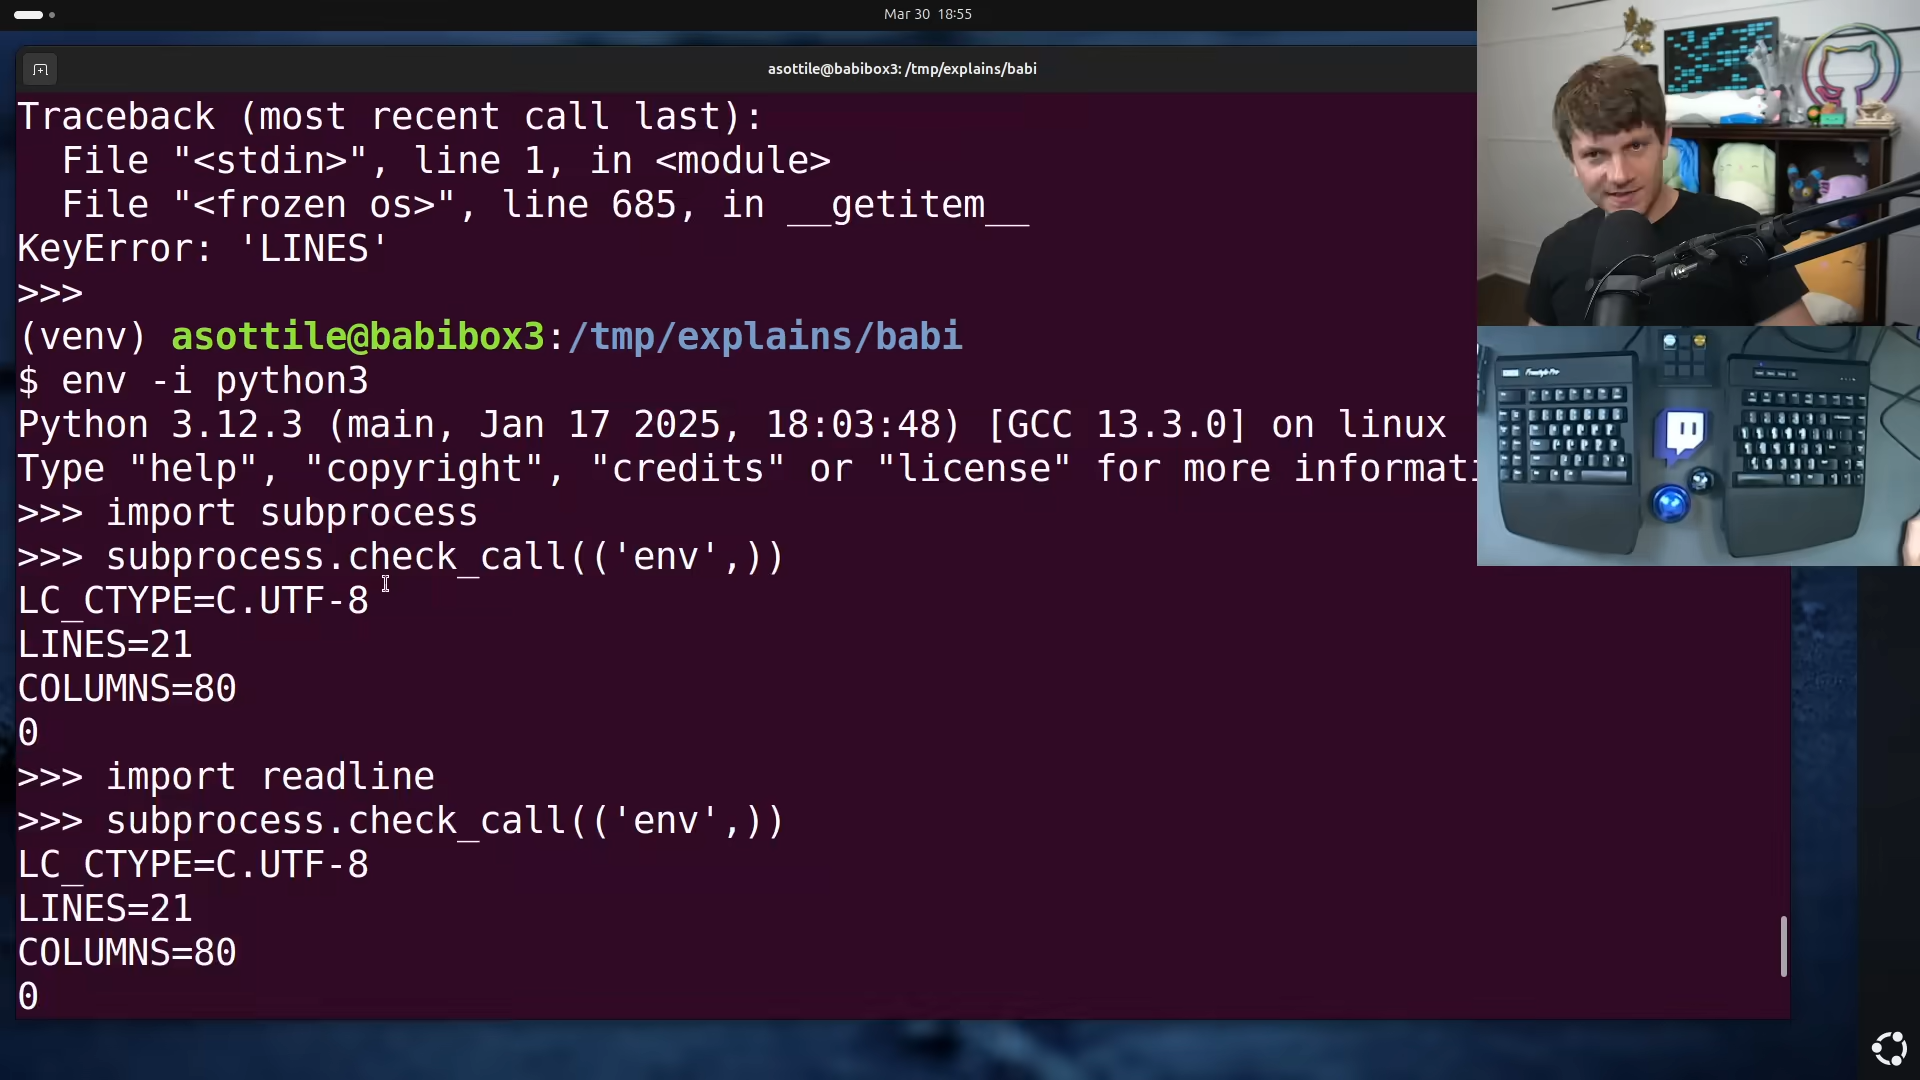 Mar 30 18:55
asottile@babibox3: /tmp/explains/babi
Traceback (most recent call last):
  File "<stdin>", line 1, in <module>
  File "<frozen os>", line 685, in __getitem__
KeyError: 'LINES'
>>>
(venv) asottile@babibox3:/tmp/explains/babi
$ env -i python3
Python 3.12.3 (main, Jan 17 2025, 18:03:48) [GCC 13.3.0] on linux
Type "help", "copyright", "credits" or "license" for more informati
>>> import subprocess
>>> subprocess.check_call(('env',))
LC_CTYPE=C.UTF-8
LINES=21
COLUMNS=80
0
>>> import readline
>>> subprocess.check_call(('env',))
LC_CTYPE=C.UTF-8
LINES=21
COLUMNS=80
0
Freestyle Pro